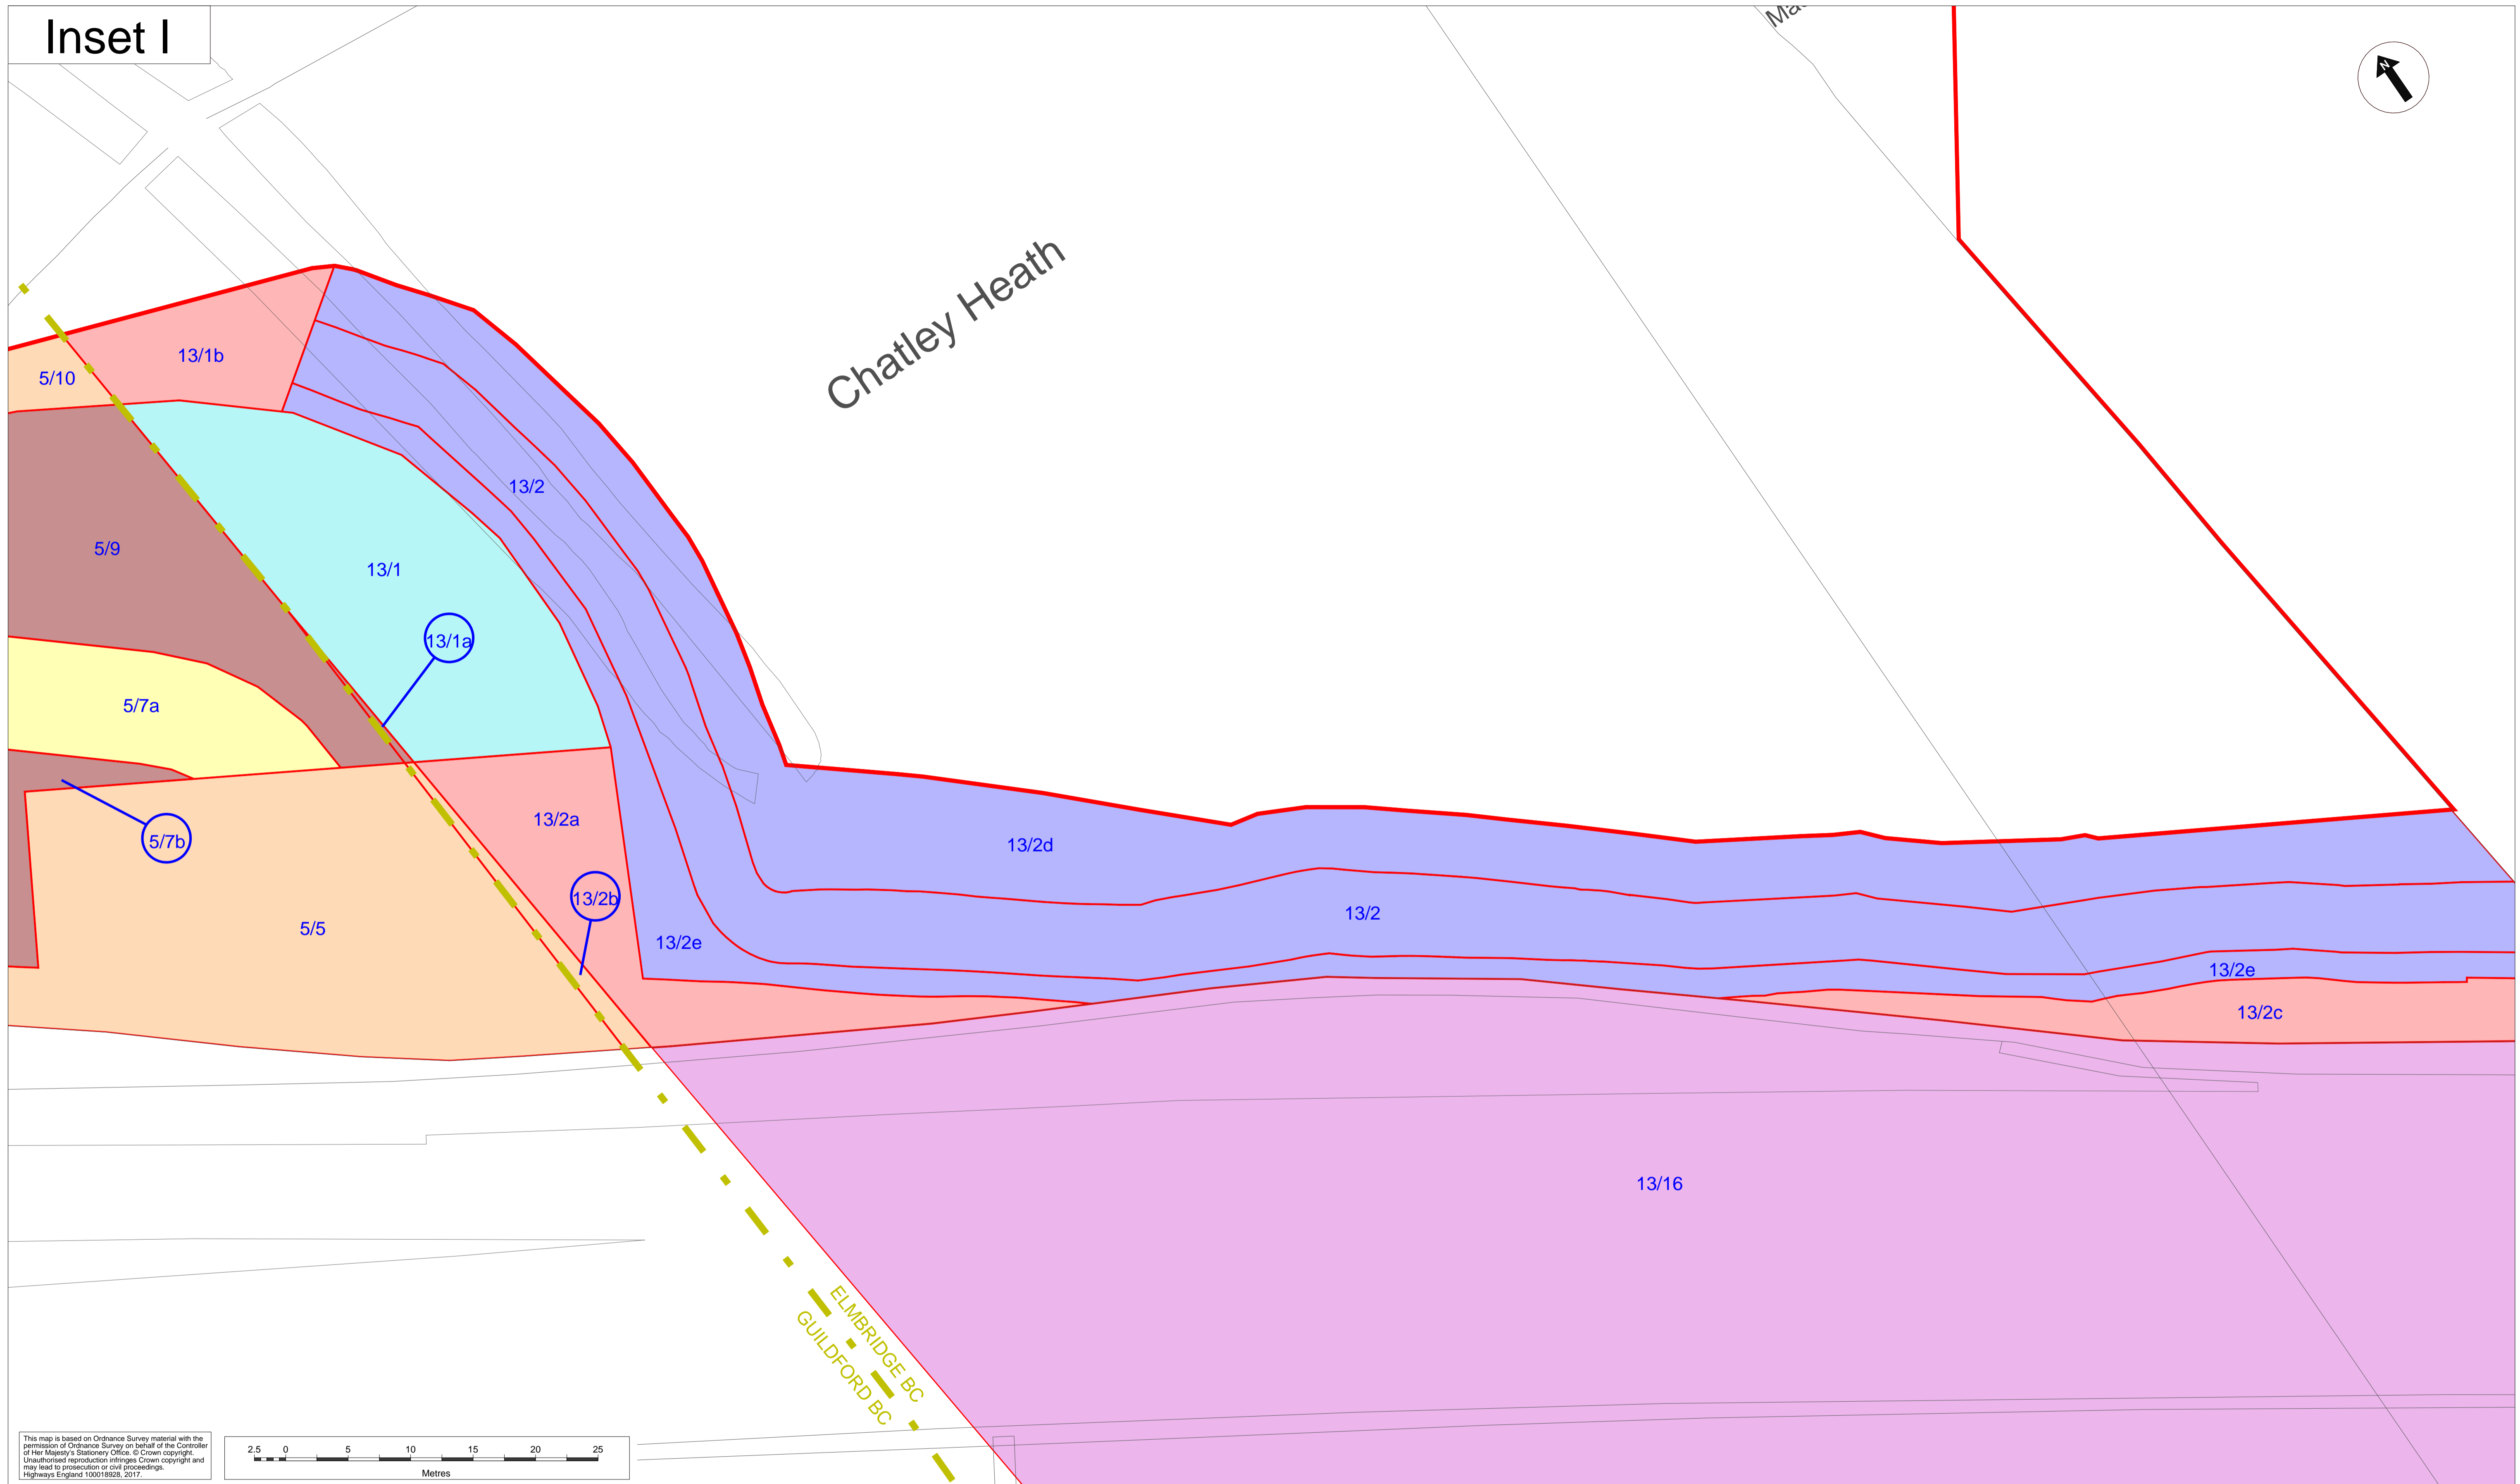 Inset I
N
Chatley Heath
13/1b
5/10
13/2
5/9
13/1
13/1a
5/7a
13/2a
5/7b
13/2d
13/2b
13/2
5/5
13/2e
13/2e
13/2c
13/16
ELMBRIDGE BC
GUILDFORD BC
This map is based on Ordnance Survey material with the
permission of Ordnance Survey on behalf of the Controller
of Her Majesty's Stationery Office. © Crown copyright.
Unauthorised reproduction infringes Crown copyright and
may lead to prosecution or civil proceedings.
Highways England 100018928, 2017.
2.5 0 5 10 15 20 25
Metres